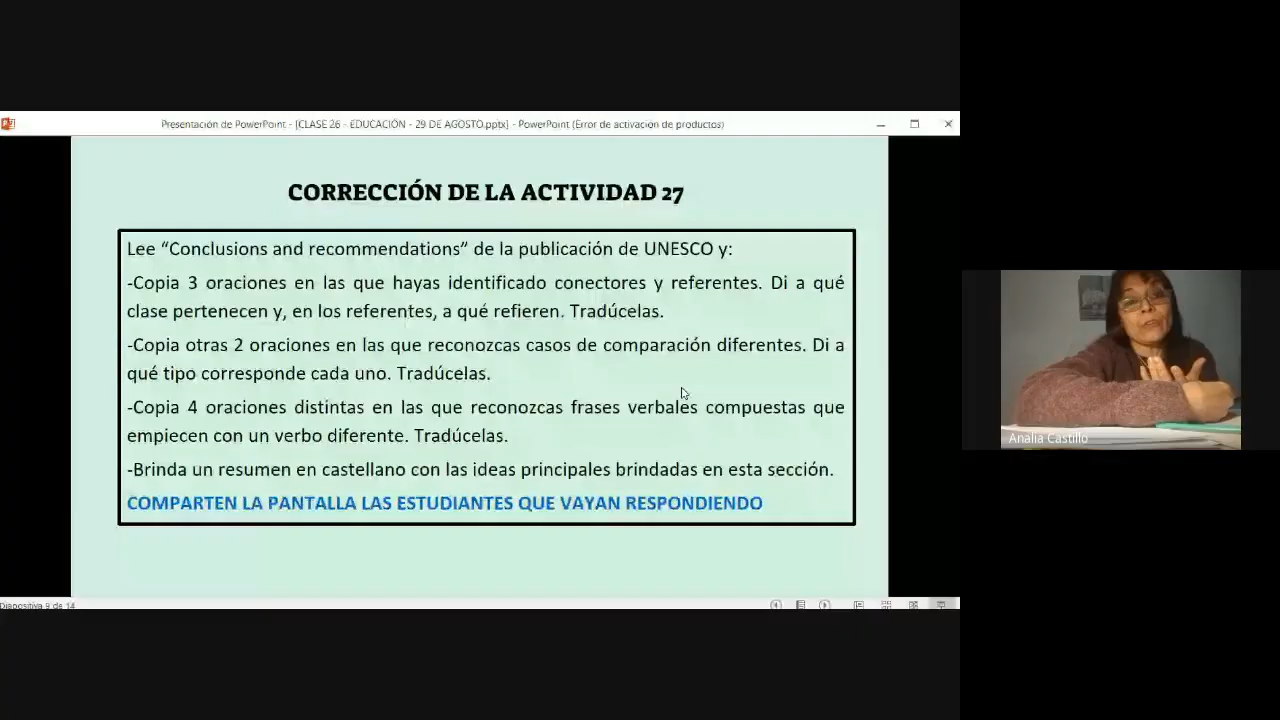 Presentación de PowerPoint - [CLASE 26 - EDUCACIÓN - 29 DE AGOSTO.pptx] - PowerPoint (Error de activación de productos)
CORRECCIÓN DE LA ACTIVIDAD 27
Lee “Conclusions and recommendations” de la publicación de UNESCO y:
-Copia 3 oraciones en las que hayas identificado conectores y referentes. Di a qué
clase pertenecen y, en los referentes, a qué refieren. Tradúcelas.
-Copia otras 2 oraciones en las que reconozcas casos de comparación diferentes. Di a
qué tipo corresponde cada uno. Tradúcelas.
-Copia 4 oraciones distintas en las que reconozcas frases verbales compuestas que
empiecen con un verbo diferente. Tradúcelas.
-Brinda un resumen en castellano con las ideas principales brindadas en esta sección.
COMPARTEN LA PANTALLA LAS ESTUDIANTES QUE VAYAN RESPONDIENDO
Diapositiva 9 de 14
Analia Castillo